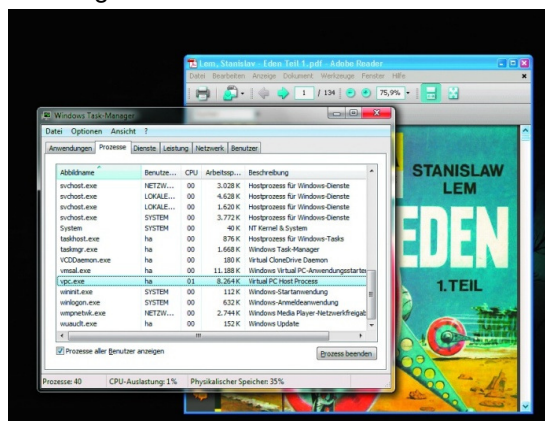 Lem, Stanislav - Eden Teil 1.pdf - Adobe Reader
Datei Bearbeiten Anzeige Dokument Werkzeuge Fenster Hilfe
1 / 134 75,9%
STANISLAW
LEM
EDEN
1. TEIL
Windows Task-Manager
Datei Optionen Ansicht ?
Anwendungen Prozesse Dienste Leistung Netzwerk Benutzer
Abbildname Benutze... CPU Arbeitssp... Beschreibung
svchost.exe NETZW... 00 3.028 K Hostprozess für Windows-Dienste
svchost.exe LOKALE... 00 4.628 K Hostprozess für Windows-Dienste
svchost.exe LOKALE... 00 1.620 K Hostprozess für Windows-Dienste
svchost.exe SYSTEM 00 3.772 K Hostprozess für Windows-Dienste
System SYSTEM 00 40 K NT Kernel & System
taskhost.exe ha 00 876 K Hostprozess für Windows-Tasks
taskmgr.exe ha 00 1.668 K Windows Task-Manager
VCDDaemon.exe ha 00 180 K Virtual CloneDrive Daemon
vmsal.exe ha 00 11.188 K Windows Virtual PC-Anwendungsstarter
vpc.exe ha 01 8.264 K Virtual PC Host Process
wininit.exe SYSTEM 00 112 K Windows-Startanwendung
winlogon.exe SYSTEM 00 632 K Windows-Anmeldeanwendung
wmpnetwk.exe NETZW... 00 2.744 K Windows Media Player-Netzwerkfreigab
wuauclt.exe ha 00 152 K Windows Update
Prozesse aller Benutzer anzeigen Prozess beenden
Prozesse: 40 CPU-Auslastung: 1% Physikalischer Speicher: 35%